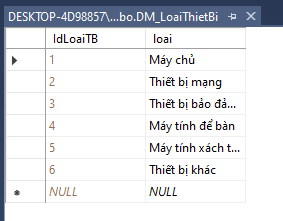 DESKTOP-4D98857\...bo.DM_LoaiThietBi
IdLoaiTB loai
1 Máy chủ
2 Thiết bị mạng
3 Thiết bị bảo đả...
4 Máy tính để bàn
5 Máy tính xách t...
6 Thiết bị khác
NULL NULL